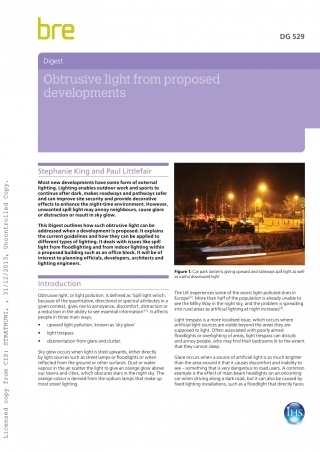 bre
DG 529
Digest
Obtrusive light from proposed
developments
Stephanie King and Paul Littlefair
Most new developments have some form of external
lighting. Lighting enables outdoor work and sports to
continue after dark, makes roadways and pathways safer
and can improve site security and provide decorative
effects to enhance the night-time environment. However,
unwanted spill light may annoy neighbours, cause glare
or distraction or result in sky glow.
This Digest outlines how such obtrusive light can be
addressed when a development is proposed. It explains
the current guidelines and how they can be applied to
different types of lighting. It deals with issues like spill
light from floodlighting and from indoor lighting within
a proposed building such as an office block. It will be of
interest to planning officials, developers, architects and
lighting engineers.
Introduction
Obtrusive light, or light pollution, is defined as 'Spill light which,
because of the quantitative, directional or spectral attributes in a
given context, gives rise to annoyance, discomfort, distraction or
a reduction in the ability to see essential information'
. It affects
people in three main ways:
• upward light pollution, known as 'sky glow'
• light trespass
• disorientation from glare and clutter.
Sky glow occurs when light is shed upwards, either directly
by light sources such as street lamps or floodlights or when
reflected from the ground or other surfaces. Dust or water
vapour in the air scatter the light to give an orange glow above
our towns and cities, which obscures stars in the night sky. The
orange colour is derived from the sodium lamps that make up
most street lighting.
Figure 1: Car park lanterns giving upward and sideways spill light as well
as useful downward light
The UK experiences some of the worst light-polluted skies in
Europe
. More than half of the population is already unable to
see the Milky Way in the night sky, and the problem is spreading
into rural areas as artificial lighting at night increases
.
Light trespass is a more localised issue, which occurs where
artificial light sources are visible beyond the areas they are
supposed to light. Often associated with poorly aimed
floodlights or overlighting of areas, light trespass can disturb
and annoy people, who may find their bedrooms lit to the extent
that they cannot sleep.
Glare occurs when a source of artificial light is so much brighter
than the area around it that it causes discomfort and inability to
see – something that is very dangerous to road users. A common
example is the effect of main beam headlights on an oncoming
car when driving along a dark road, but it can also be caused by
fixed lighting installations, such as a floodlight that directly faces
IHS
Licensed copy from CIS: STRATHUNI, , 31/12/2013, Uncontrolled Copy.